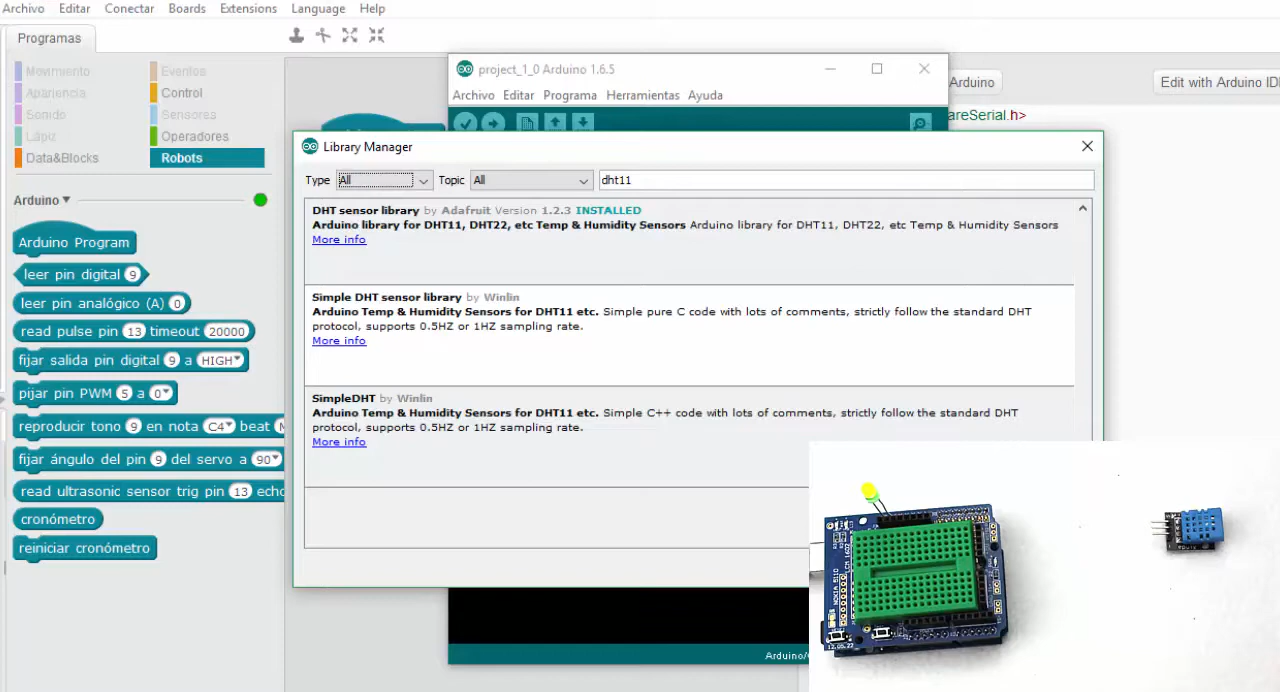 Archivo Editar Conectar Boards Extensions Language Help
Programas
Movimiento Eventos
Apariencia Control
Sonido Sensores
Lápiz Operadores
Data&Blocks Robots
Arduino
Arduino Program
leer pin digital 9
leer pin analógico (A) 0
read pulse pin 13 timeout 20000
fijar salida pin digital 9 a HIGH
pijar pin PWM 5 a 0
reproducir tono 9 en nota C4 beat
fijar ángulo del pin 9 del servo a 90
read ultrasonic sensor trig pin 13 echo
cronómetro
reiniciar cronómetro
project_1_0 Arduino 1.6.5
Archivo Editar Programa Herramientas Ayuda
Arduino
Edit with Arduino ID
areSerial.h>
Library Manager
Type All Topic All dht11
DHT sensor library by Adafruit Version 1.2.3 INSTALLED
Arduino library for DHT11, DHT22, etc Temp & Humidity Sensors Arduino library for DHT11, DHT22, etc Temp & Humidity Sensors
More info
Simple DHT sensor library by Winlin
Arduino Temp & Humidity Sensors for DHT11 etc. Simple pure C code with lots of comments, strictly follow the standard DHT
protocol, supports 0.5HZ or 1HZ sampling rate.
More info
SimpleDHT by Winlin
Arduino Temp & Humidity Sensors for DHT11 etc. Simple C++ code with lots of comments, strictly follow the standard DHT
protocol, supports 0.5HZ or 1HZ sampling rate.
More info
Arduino/
NOKIA 5110
LCM 1602